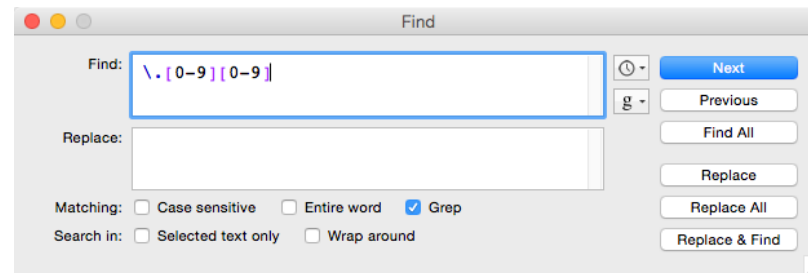 Find
Find:
\.[0-9][0-9]
g
Replace:
Matching:
Case sensitive
Entire word
Grep
Search in:
Selected text only
Wrap around
Next
Previous
Find All
Replace
Replace All
Replace & Find